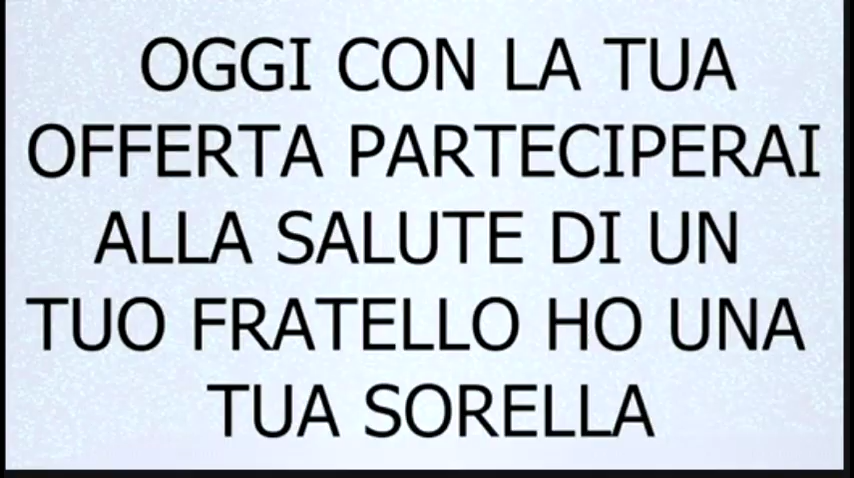 OGGI CON LA TUA
OFFERTA PARTECIPERAI
ALLA SALUTE DI UN
TUO FRATELLO HO UNA
TUA SORELLA